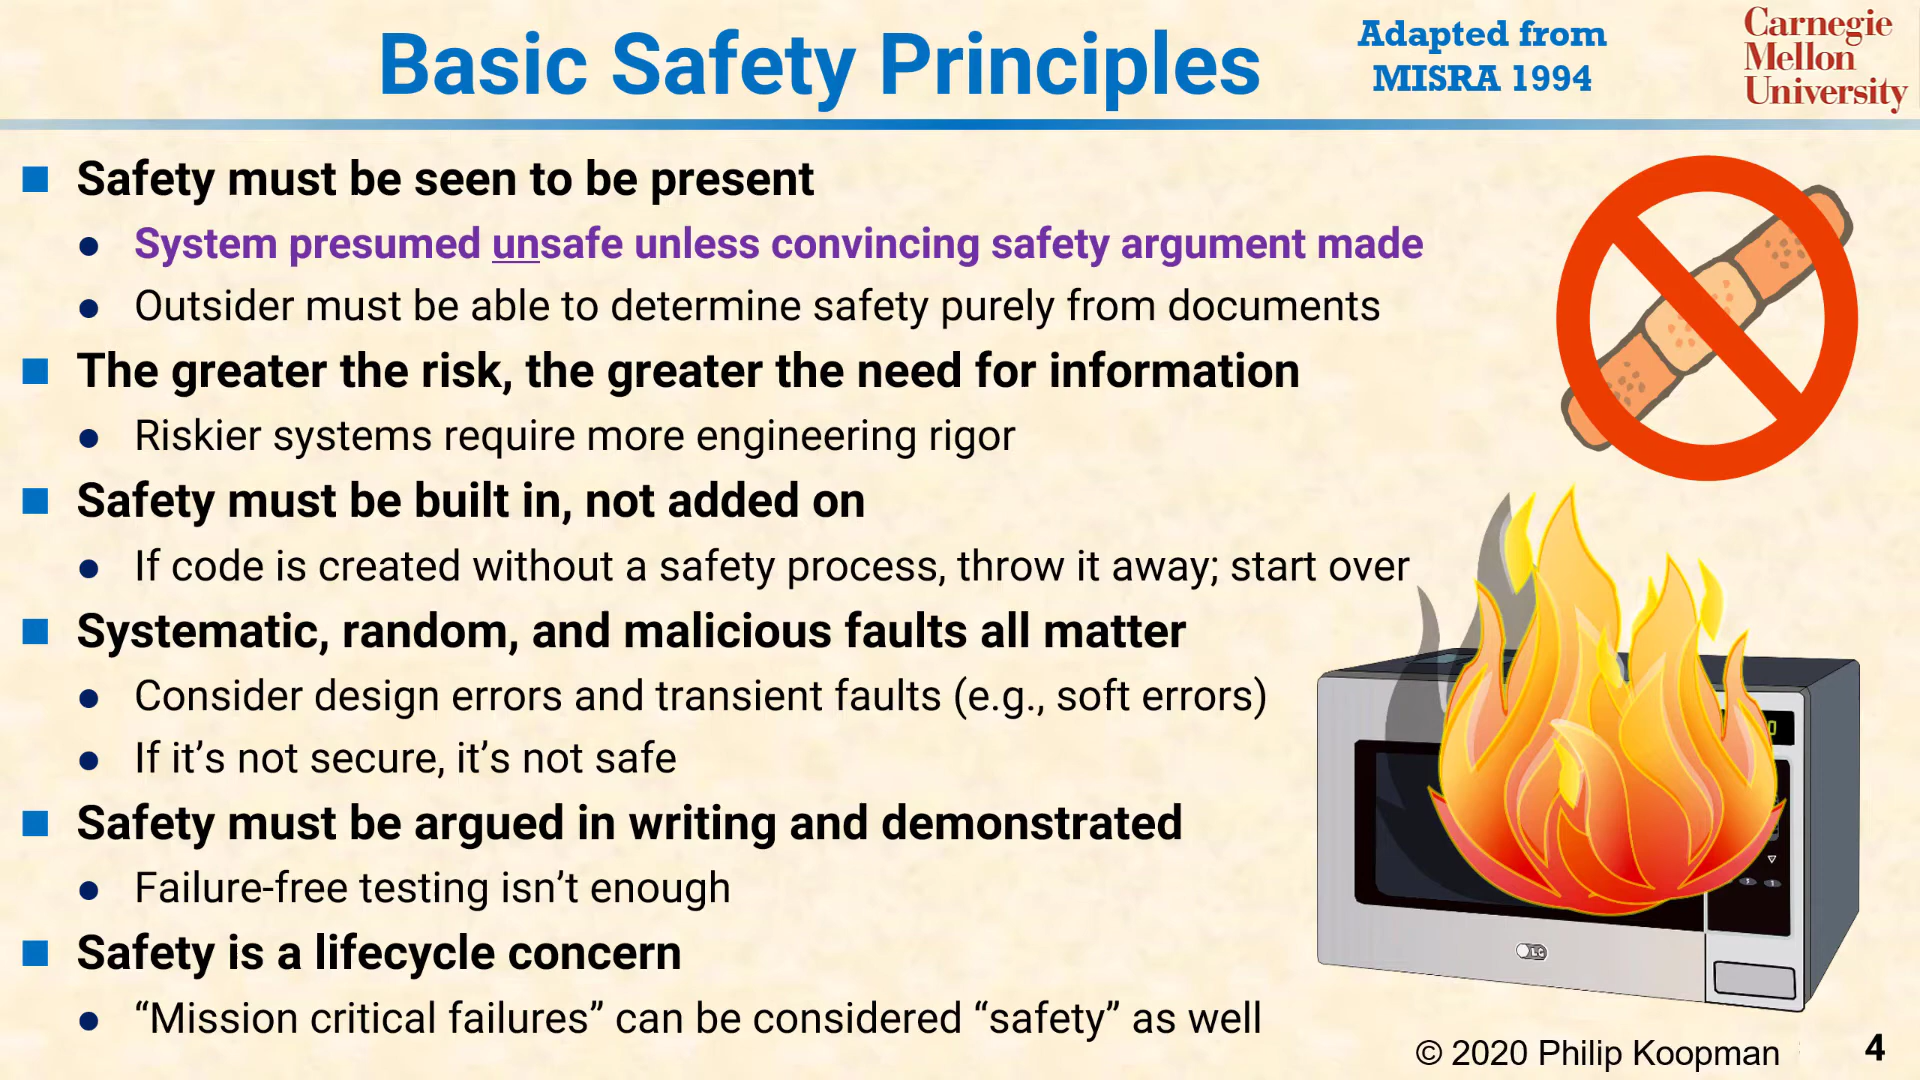 Basic Safety Principles
Adapted from
MISRA 1994
Carnegie
Mellon
University
Safety must be seen to be present
System presumed unsafe unless convincing safety argument made
Outsider must be able to determine safety purely from documents
The greater the risk, the greater the need for information
Riskier systems require more engineering rigor
Safety must be built in, not added on
If code is created without a safety process, throw it away; start over
Systematic, random, and malicious faults all matter
Consider design errors and transient faults (e.g., soft errors)
If it’s not secure, it’s not safe
Safety must be argued in writing and demonstrated
Failure-free testing isn’t enough
Safety is a lifecycle concern
“Mission critical failures” can be considered “safety” as well
© 2020 Philip Koopman
4